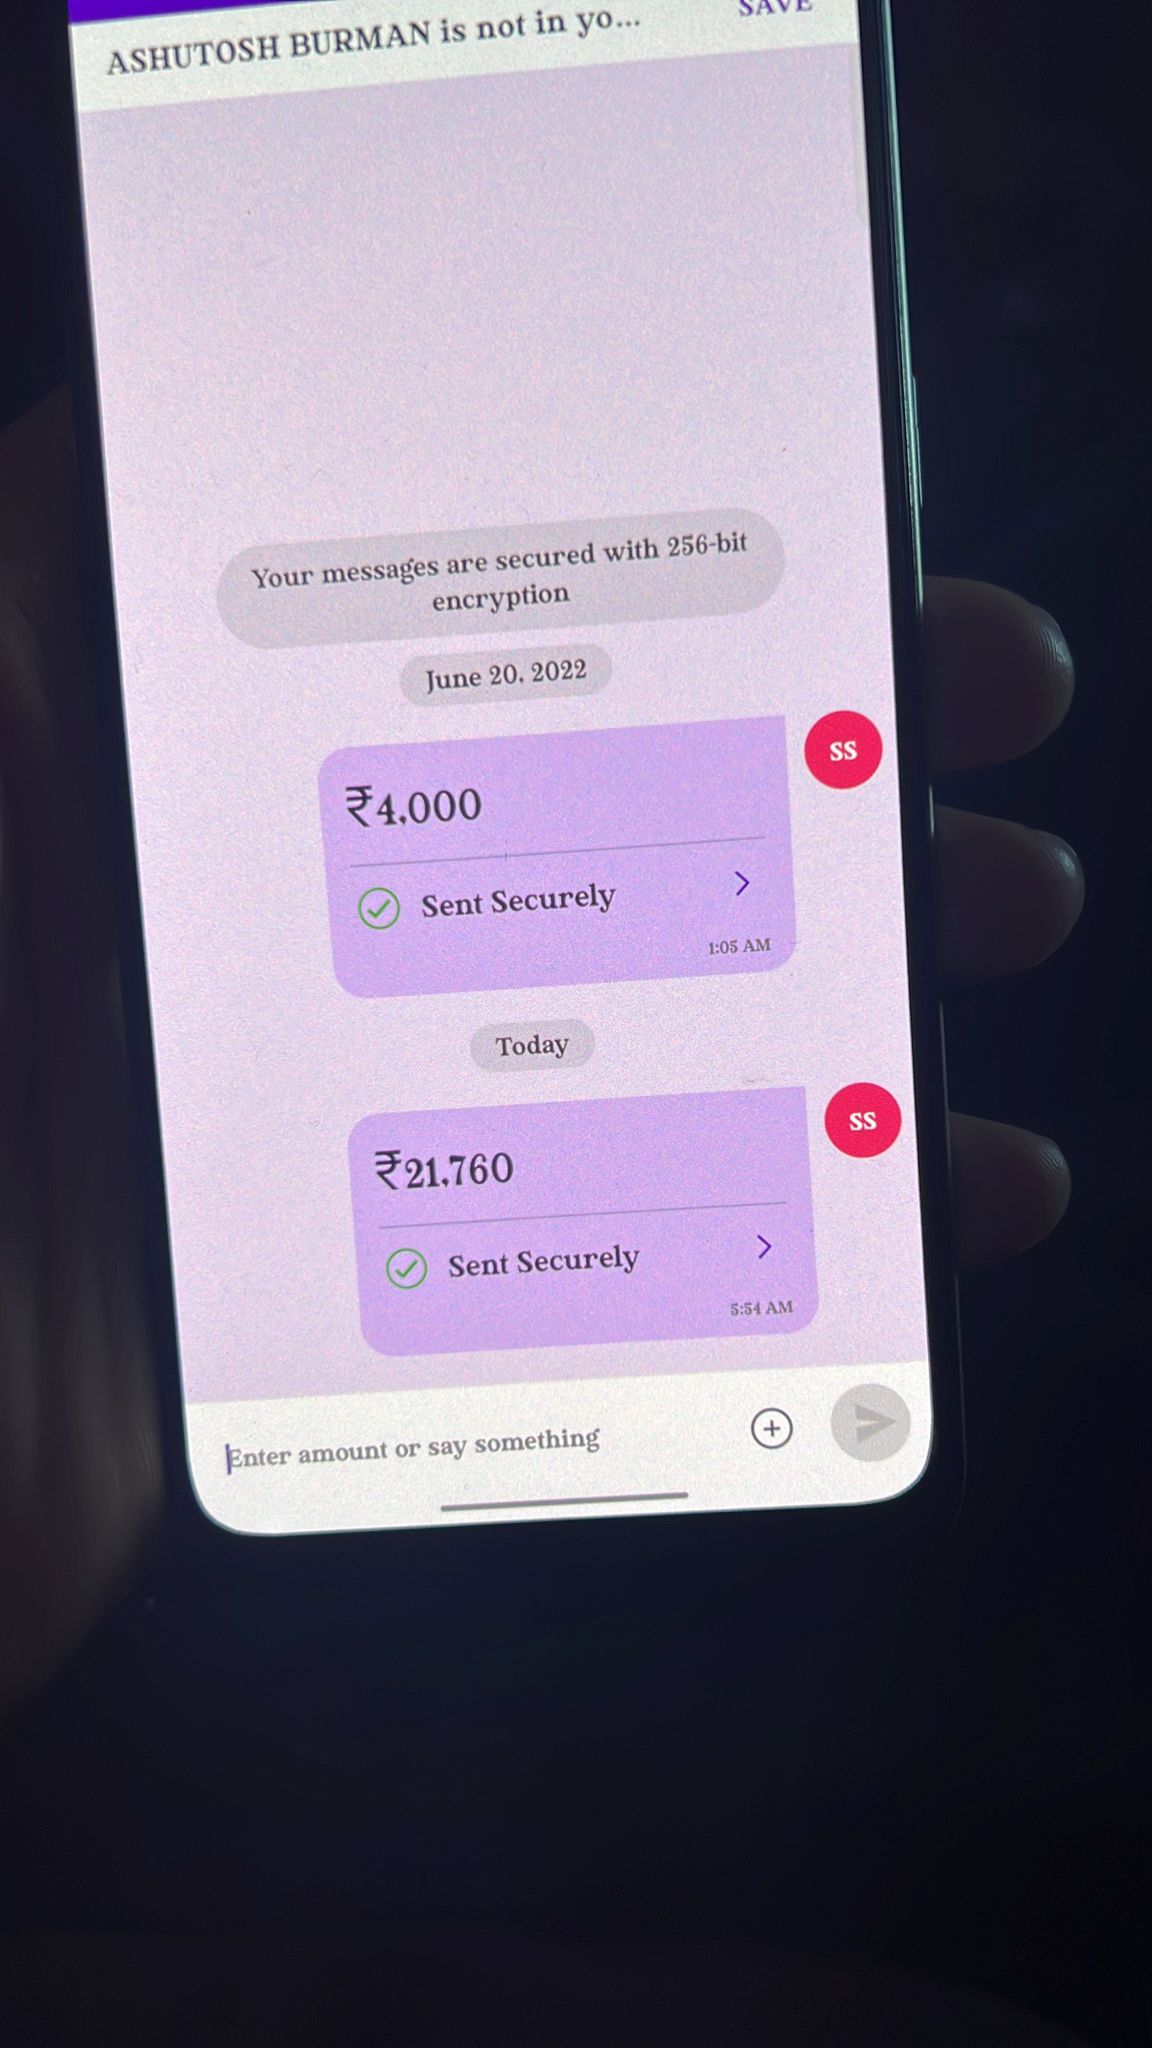 ASHUTOSH BURMAN is not in yo...
SAVE
Your messages are secured with 256-bit
encryption
June 20, 2022
₹4,000
SS
Sent Securely
1:05 AM
Today
₹21,760
SS
Sent Securely
5:54 AM
Enter amount or say something